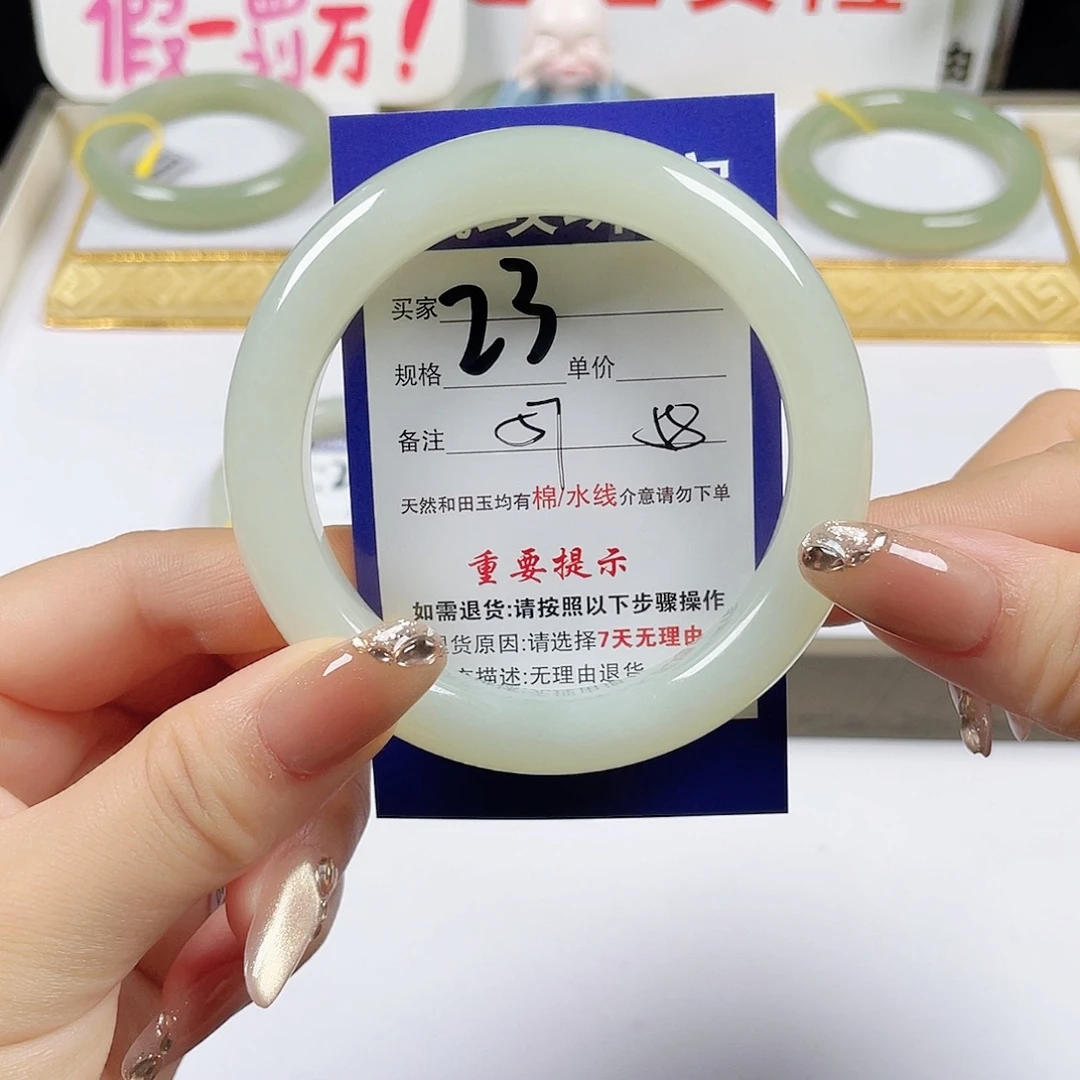 假一罚万！
买家 23
规格 单价
备注 57 58
天然和田玉均有棉/水线介意请勿下单
重要提示
如需退货:请按照以下步骤操作
货原因:请选择7天无理由
描述:无理由退货